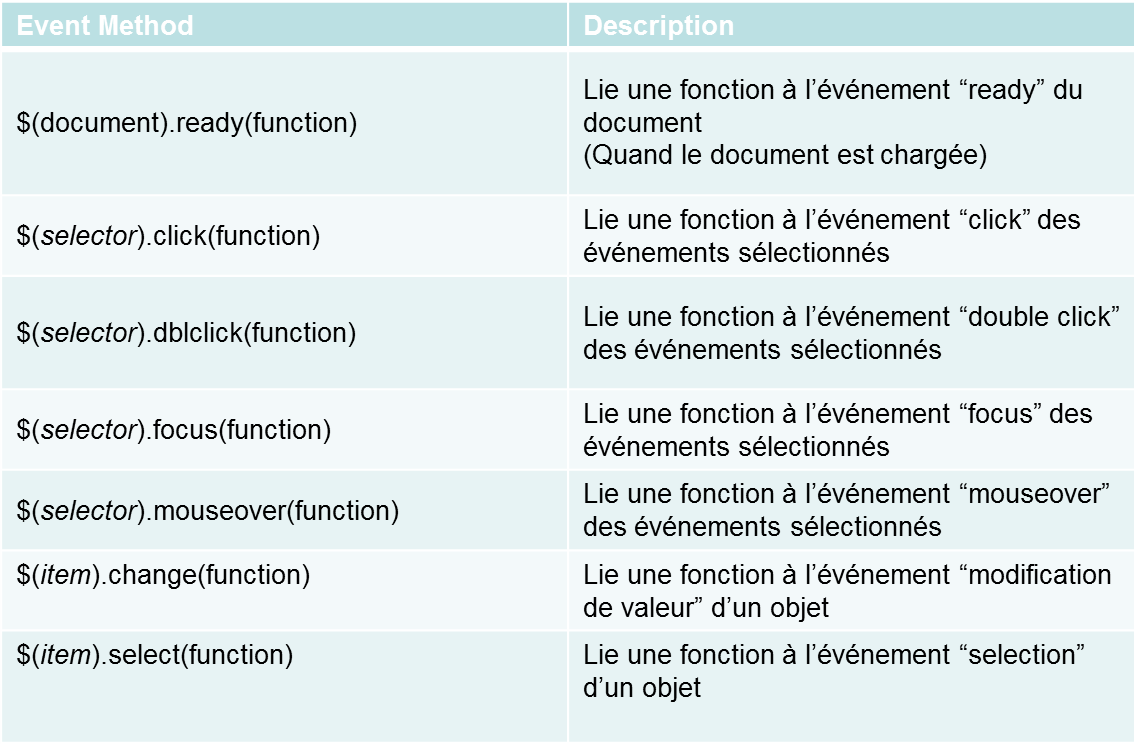 Event Method
Description
$(document).ready(function)
Lie une fonction à l’événement “ready” du
document
(Quand le document est chargée)
$(selector).click(function)
Lie une fonction à l’événement “click” des
événements sélectionnés
$(selector).dblclick(function)
Lie une fonction à l’événement “double click”
des événements sélectionnés
$(selector).focus(function)
Lie une fonction à l’événement “focus” des
événements sélectionnés
$(selector).mouseover(function)
Lie une fonction à l’événement “mouseover”
des événements sélectionnés
$(item).change(function)
Lie une fonction à l’événement “modification
de valeur” d’un objet
$(item).select(function)
Lie une fonction à l’événement “selection”
d’un objet